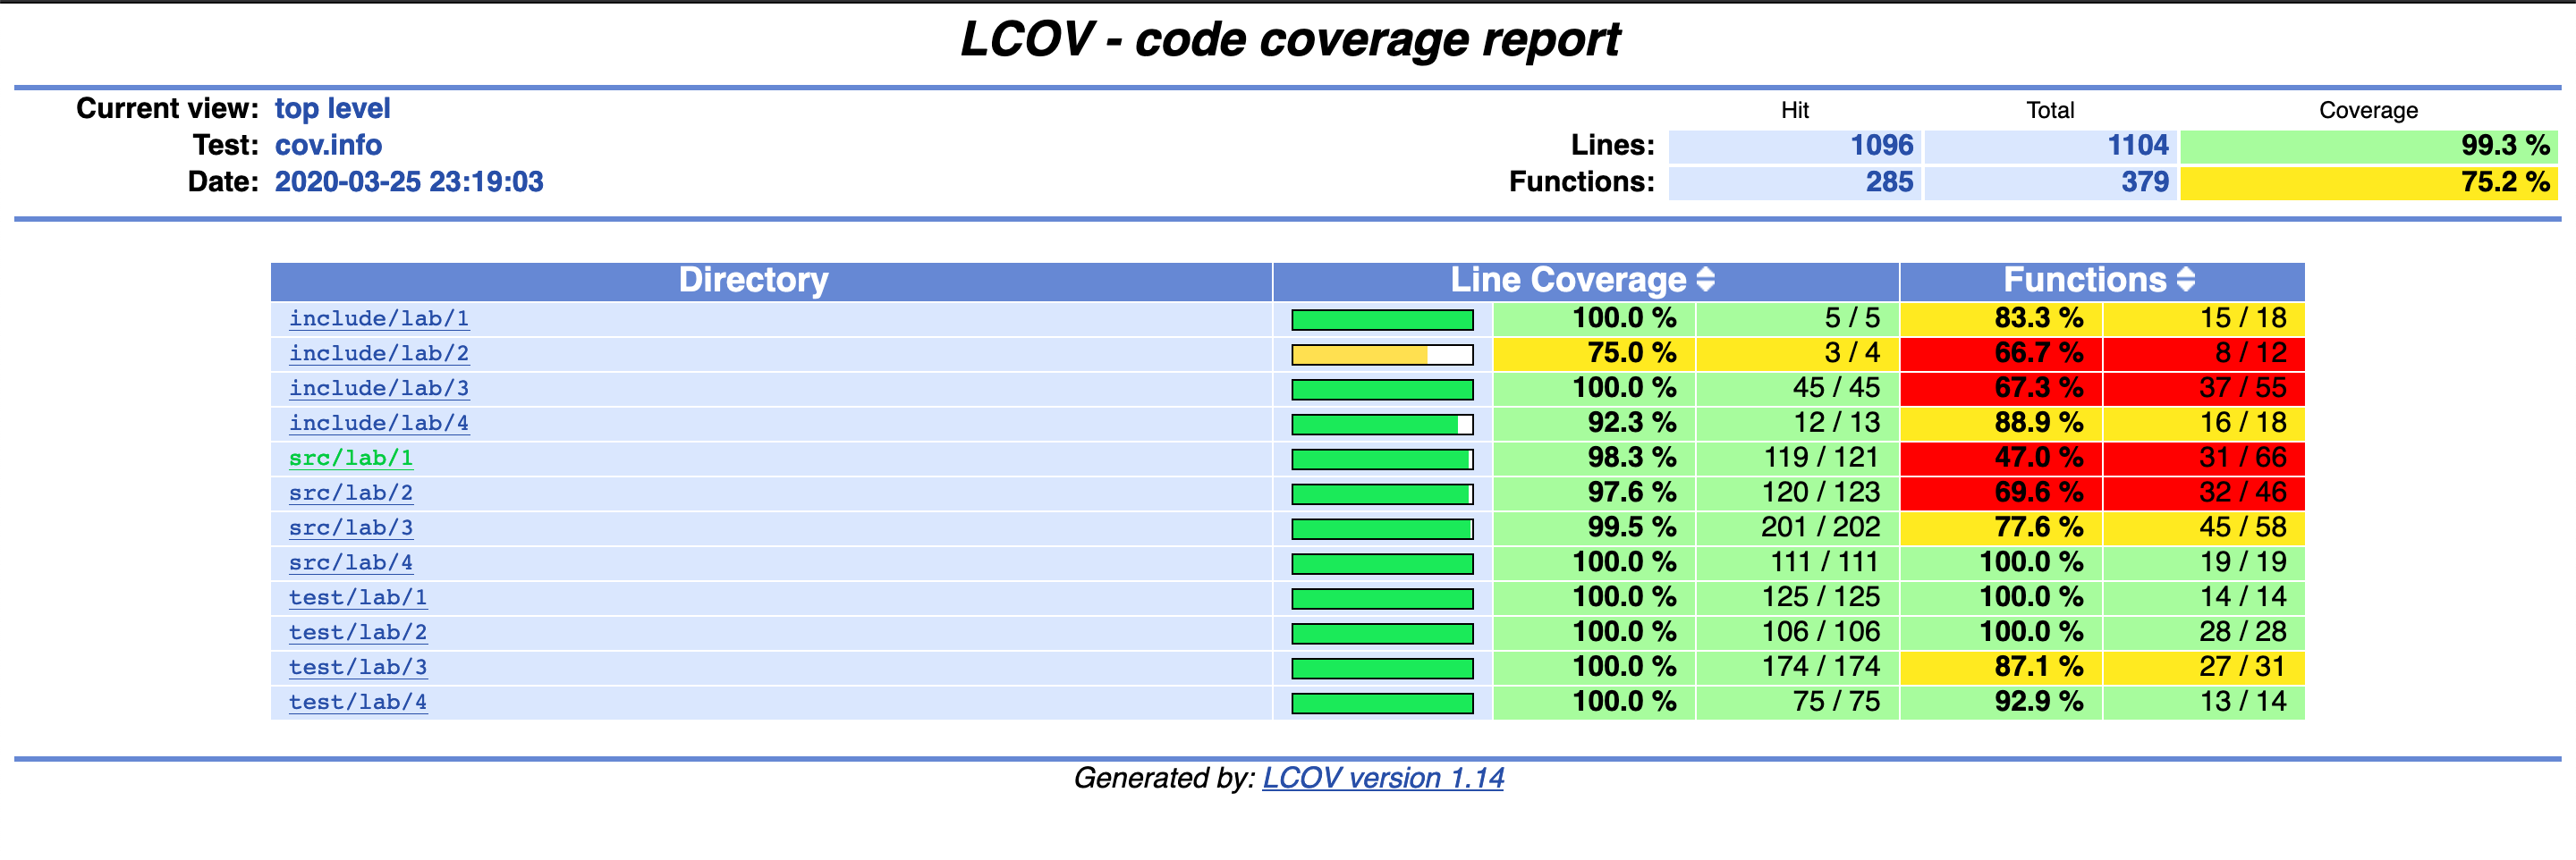 LCOV - code coverage report
Current view: top level
Hit Total Coverage
Test: cov.info
Lines: 1096 1104 99.3 %
Date: 2020-03-25 23:19:03
Functions: 285 379 75.2 %
Directory Line Coverage Functions
include/lab/1 100.0 % 5 / 5 83.3 % 15 / 18
include/lab/2 75.0 % 3 / 4 66.7 % 8 / 12
include/lab/3 100.0 % 45 / 45 67.3 % 37 / 55
include/lab/4 92.3 % 12 / 13 88.9 % 16 / 18
src/lab/1 98.3 % 119 / 121 47.0 % 31 / 66
src/lab/2 97.6 % 120 / 123 69.6 % 32 / 46
src/lab/3 99.5 % 201 / 202 77.6 % 45 / 58
src/lab/4 100.0 % 111 / 111 100.0 % 19 / 19
test/lab/1 100.0 % 125 / 125 100.0 % 14 / 14
test/lab/2 100.0 % 106 / 106 100.0 % 28 / 28
test/lab/3 100.0 % 174 / 174 87.1 % 27 / 31
test/lab/4 100.0 % 75 / 75 92.9 % 13 / 14
Generated by: LCOV version 1.14